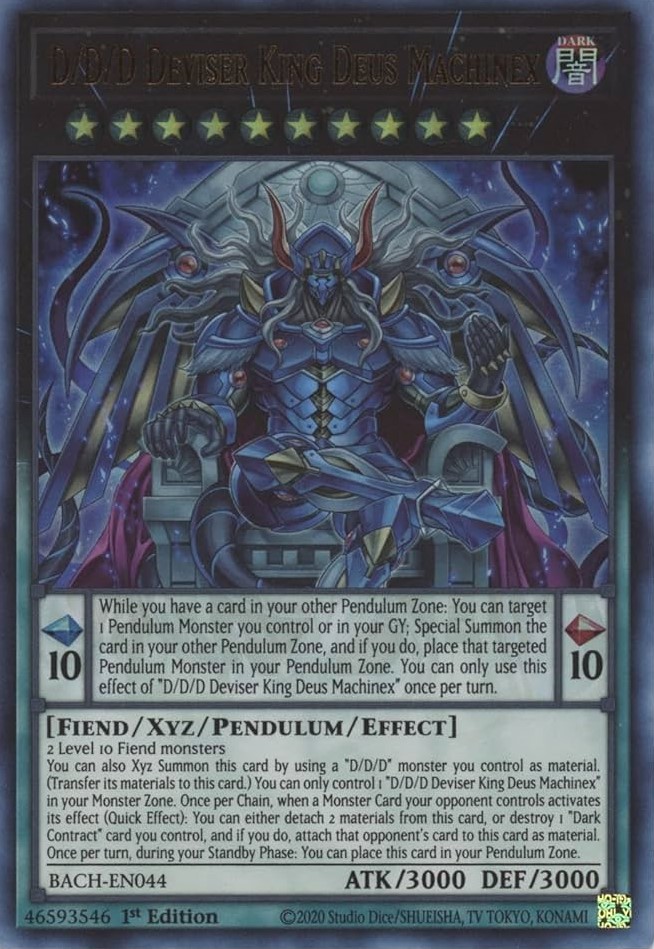 D/D/D Deviser King Deus Machinex
DARK
闇
While you have a card in your other Pendulum Zone: You can target
1 Pendulum Monster you control or in your GY; Special Summon the
card in your other Pendulum Zone, and if you do, place that targeted
Pendulum Monster in your Pendulum Zone. You can only use this
effect of "D/D/D Deviser King Deus Machinex" once per turn.
10
10
[Fiend/Xyz/Pendulum/Effect]
2 Level 10 Fiend monsters
You can also Xyz Summon this card by using a "D/D/D" monster you control as material.
(Transfer its materials to this card.) You can only control 1 "D/D/D Deviser King Deus Machinex"
in your Monster Zone. Once per Chain, when a Monster Card your opponent controls activates
its effect (Quick Effect): You can either detach 2 materials from this card, or destroy 1 "Dark
Contract" card you control, and if you do, attach that opponent's card to this card as material.
Once per turn, during your Standby Phase: You can place this card in your Pendulum Zone.
BACH-EN044 ATK/3000 DEF/3000
46593546 1st Edition ©2020 Studio Dice/SHUEISHA, TV TOKYO, KONAMI